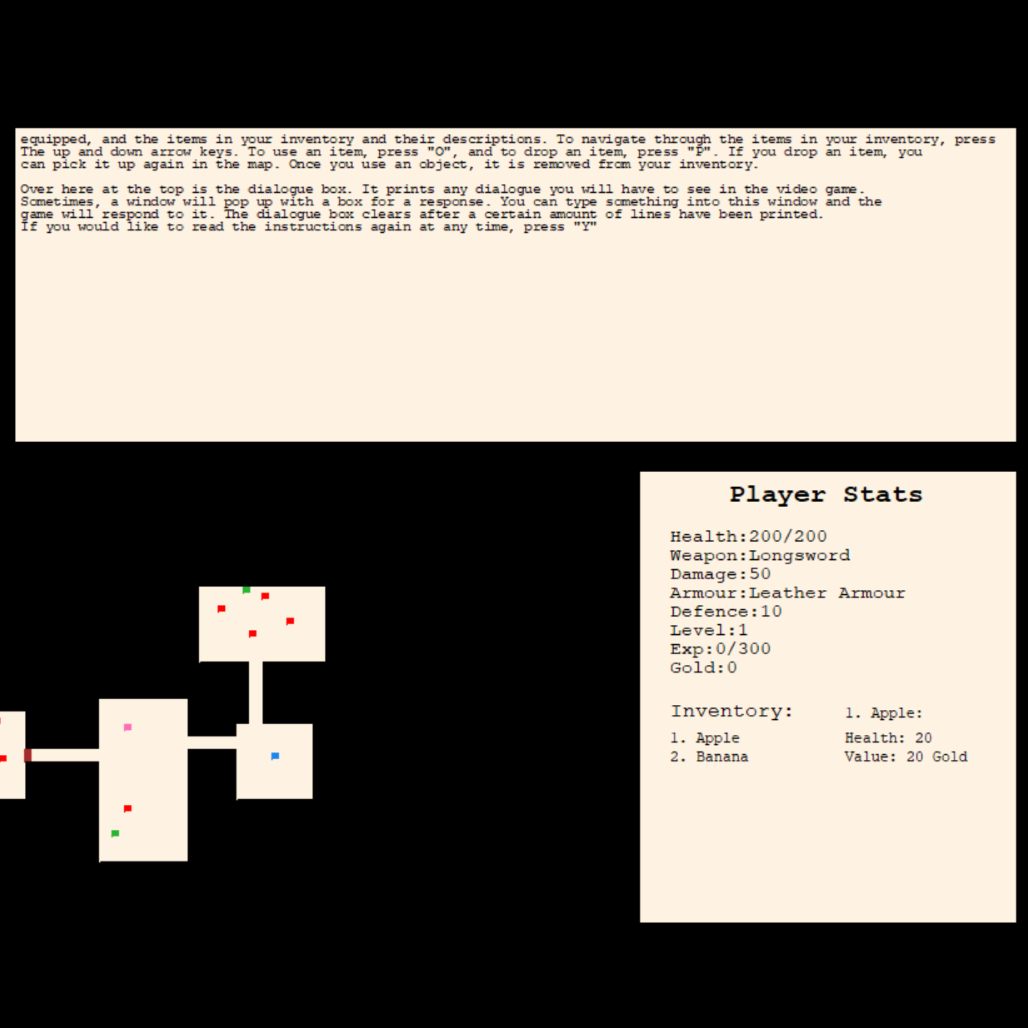 equipped, and the items in your inventory and their descriptions. To navigate through the items in your inventory, press
The up and down arrow keys. To use an item, press "O", and to drop an item, press "P". If you drop an item, you
can pick it up again in the map. Once you use an object, it is removed from your inventory.
Over here at the top is the dialogue box. It prints any dialogue you will have to see in the video game.
Sometimes, a window will pop up with a box for a response. You can type something into this window and the
game will respond to it. The dialogue box clears after a certain amount of lines have been printed.
If you would like to read the instructions again at any time, press "Y"
Player Stats
Health:200/200
Weapon:Longsword
Damage:50
Armour:Leather Armour
Defence:10
Level:1
Exp:0/300
Gold:0
Inventory:
1. Apple
2. Banana
1. Apple:
Health: 20
Value: 20 Gold